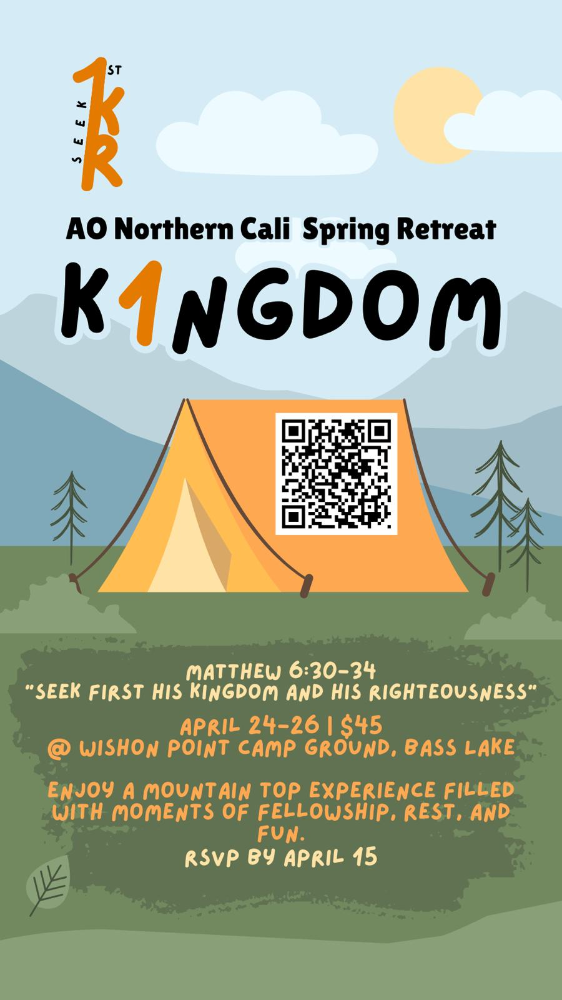 1ST
SEEK
KR
AO Northern Cali Spring Retreat
K1NGDOM
MATTHEW 6:30-34
"SEEK FIRST HIS KINGDOM AND HIS RIGHTEOUSNESS"
APRIL 24-26 | $45
@ WISHON POINT CAMP GROUND, BASS LAKE
ENJOY A MOUNTAIN TOP EXPERIENCE FILLED
WITH MOMENTS OF FELLOWSHIP, REST, AND
FUN.
RSVP BY APRIL 15